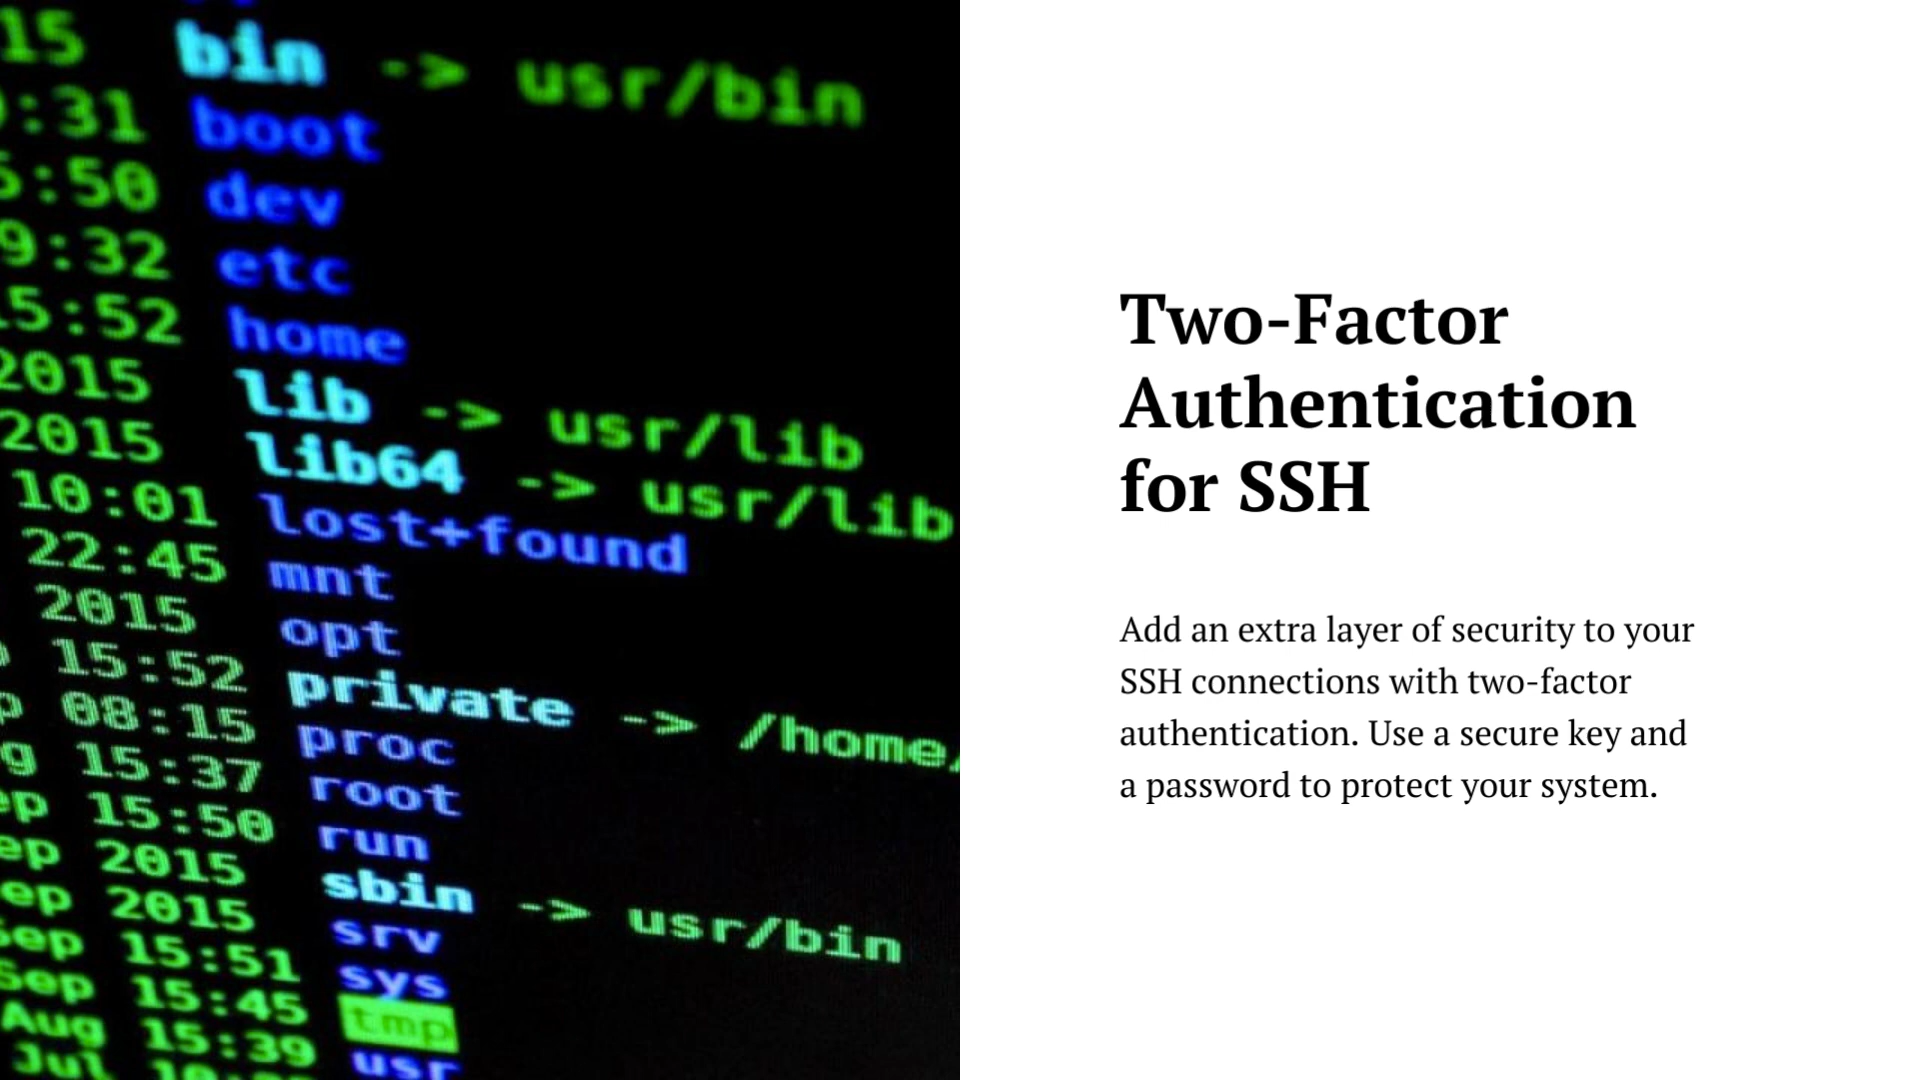 15 bin -> usr/bin
:31 boot
5:50 dev
9:32 etc
15:52 home
2015 lib -> usr/lib
2015 lib64 -> usr/lib
10:01 lost+found
22:45 mnt
2015 opt
15:52 private -> /home/
08:15 proc
15:37 root
15:50 run
2015 sbin -> usr/bin
2015 srv
Sep 15:51 sys
Sep 15:45 tmp
Aug 15:39 usr
Jul
Two-Factor
Authentication
for SSH
Add an extra layer of security to your
SSH connections with two-factor
authentication. Use a secure key and
a password to protect your system.